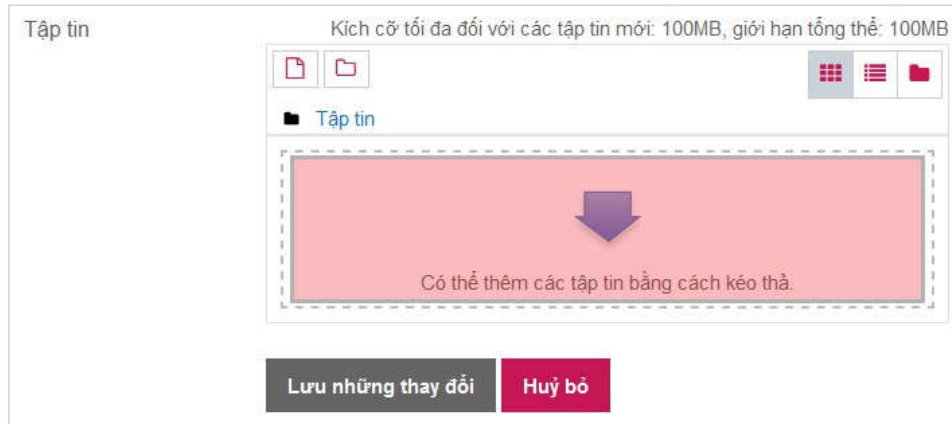 Tập tin
Kích cỡ tối đa đối với các tập tin mới: 100MB, giới hạn tổng thể: 100MB
Tập tin
Có thể thêm các tập tin bằng cách kéo thả.
Lưu những thay đổi
Huỷ bỏ